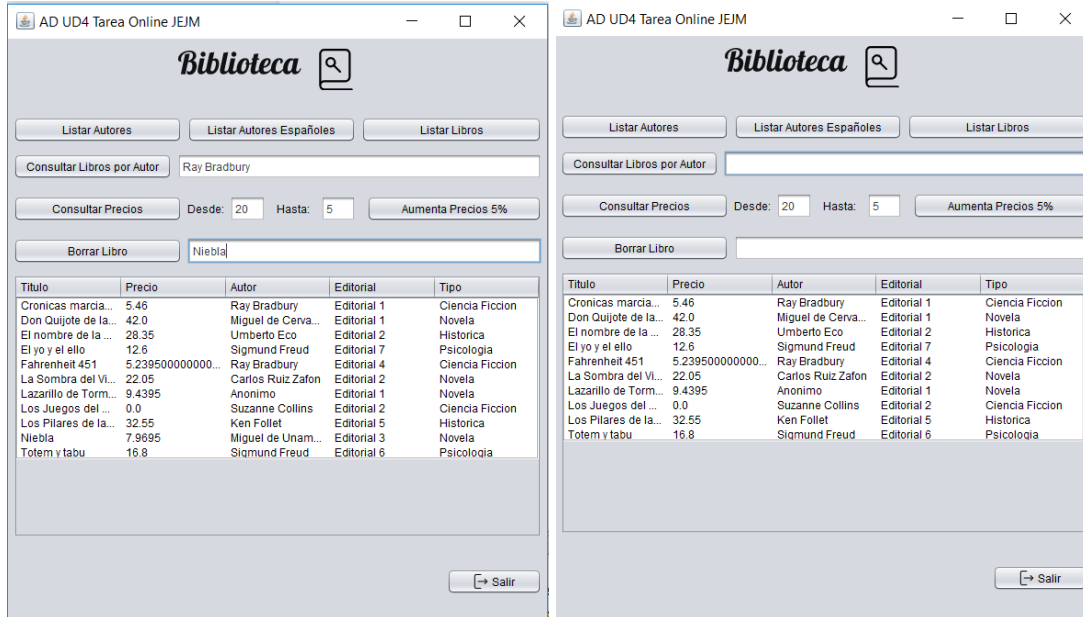 AD UD4 Tarea Online JEJM
Biblioteca
Listar Autores Listar Autores Españoles Listar Libros
Consultar Libros por Autor Ray Bradbury
Consultar Precios Desde: 20 Hasta: 5 Aumenta Precios 5%
Borrar Libro Niebla
Titulo Precio Autor Editorial Tipo
Cronicas marcia... 5.46 Ray Bradbury Editorial 1 Ciencia Ficcion
Don Quijote de la... 42.0 Miguel de Cerva... Editorial 1 Novela
El nombre de la ... 28.35 Umberto Eco Editorial 2 Historica
El yo y el ello 12.6 Sigmund Freud Editorial 7 Psicologia
Fahrenheit 451 5.239500000000... Ray Bradbury Editorial 4 Ciencia Ficcion
La Sombra del Vi... 22.05 Carlos Ruiz Zafon Editorial 2 Novela
Lazarillo de Torm... 9.4395 Anonimo Editorial 1 Novela
Los Juegos del ... 0.0 Suzanne Collins Editorial 2 Ciencia Ficcion
Los Pilares de la... 32.55 Ken Follet Editorial 5 Historica
Niebla 7.9695 Miguel de Unam... Editorial 3 Novela
Totem y tabu 16.8 Sigmund Freud Editorial 6 Psicologia
Salir
AD UD4 Tarea Online JEJM
Biblioteca
Listar Autores Listar Autores Españoles Listar Libros
Consultar Libros por Autor
Consultar Precios Desde: 20 Hasta: 5 Aumenta Precios 5%
Borrar Libro
Titulo Precio Autor Editorial Tipo
Cronicas marcia... 5.46 Ray Bradbury Editorial 1 Ciencia Ficcion
Don Quijote de la... 42.0 Miguel de Cerva... Editorial 1 Novela
El nombre de la ... 28.35 Umberto Eco Editorial 2 Historica
El yo y el ello 12.6 Sigmund Freud Editorial 7 Psicologia
Fahrenheit 451 5.239500000000... Ray Bradbury Editorial 4 Ciencia Ficcion
La Sombra del Vi... 22.05 Carlos Ruiz Zafon Editorial 2 Novela
Lazarillo de Torm... 9.4395 Anonimo Editorial 1 Novela
Los Juegos del ... 0.0 Suzanne Collins Editorial 2 Ciencia Ficcion
Los Pilares de la... 32.55 Ken Follet Editorial 5 Historica
Totem y tabu 16.8 Sigmund Freud Editorial 6 Psicologia
Salir